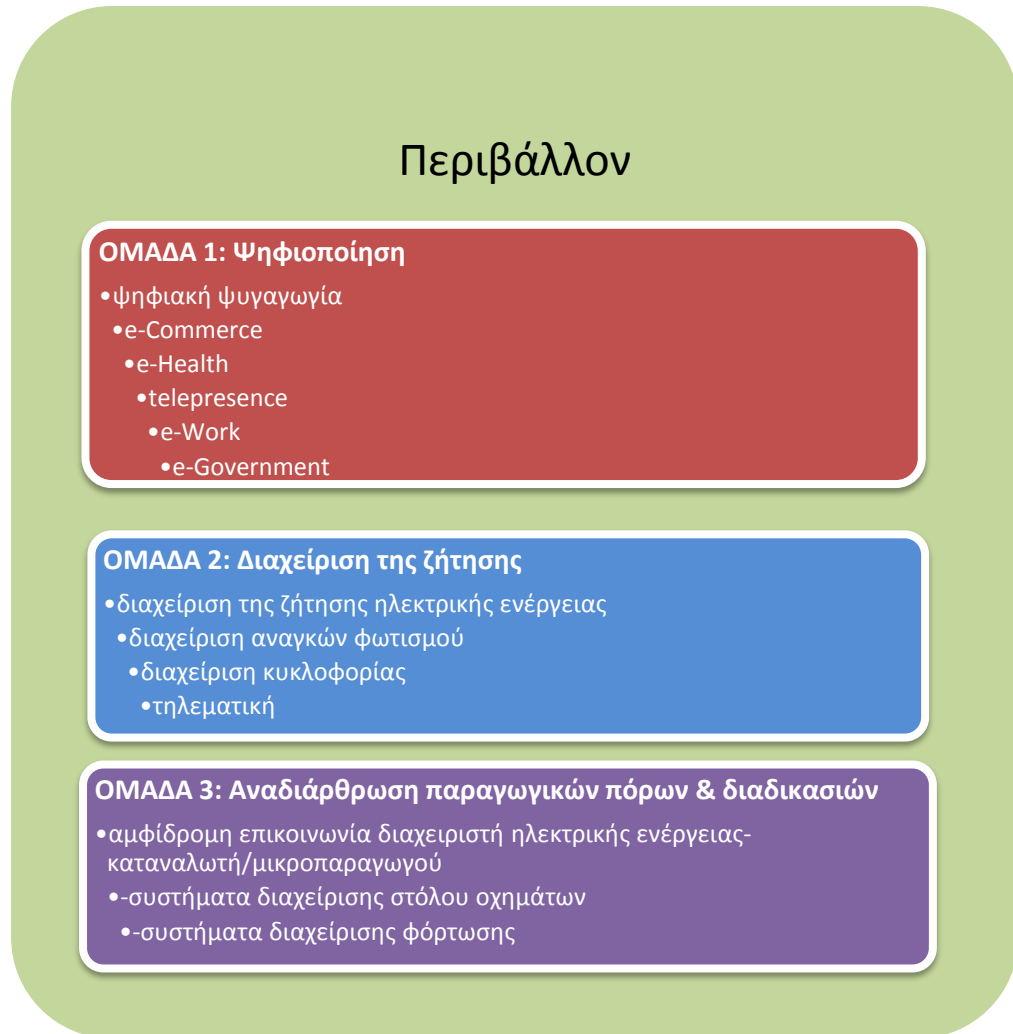 Περιβάλλον
ΟΜΑΔΑ 1: Ψηφιοποίηση
•ψηφιακή ψυγαγωγία
•e-Commerce
•e-Health
•telepresence
•e-Work
•e-Government
ΟΜΑΔΑ 2: Διαχείριση της ζήτησης
•διαχείριση της ζήτησης ηλεκτρικής ενέργειας
•διαχείριση αναγκών φωτισμού
•διαχείριση κυκλοφορίας
•τηλεματική
ΟΜΑΔΑ 3: Αναδιάρθρωση παραγωγικών πόρων & διαδικασιών
•αμφίδρομη επικοινωνία διαχειριστή ηλεκτρικής ενέργειας-
καταναλωτή/μικροπαραγωγού
•-συστήματα διαχείρισης στόλου οχημάτων
•-συστήματα διαχείρισης φόρτωσης